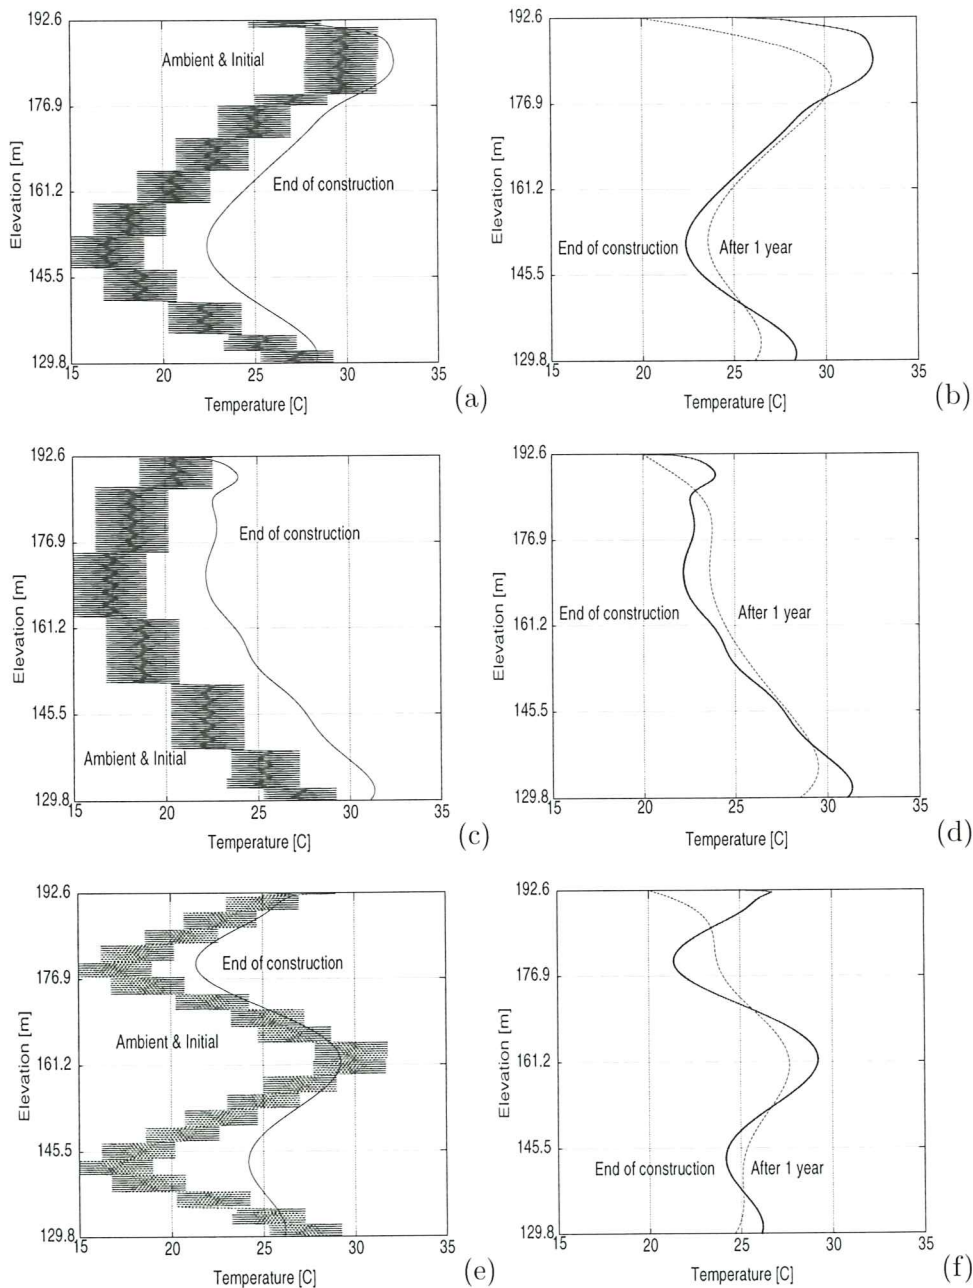 192.6
176.9
161.2
145.5
129.8
Elevation [m]
Ambient & Initial
End of construction
15 20 25 30 35
Temperature [C]
(a)
192.6
176.9
161.2
145.5
129.8
Elevation [m]
End of construction
After 1 year
15 20 25 30 35
Temperature [C]
(b)
192.6
176.9
161.2
145.5
129.8
Elevation [m]
End of construction
Ambient & Initial
15 20 25 30 35
Temperature [C]
(c)
192.6
176.9
161.2
145.5
129.8
Elevation [m]
End of construction
After 1 year
15 20 25 30 35
Temperature [C]
(d)
192.6
176.9
161.2
145.5
129.8
Elevation [m]
End of construction
Ambient & Initial
15 20 25 30 35
Temperature [C]
(e)
192.6
176.9
161.2
145.5
129.8
Elevation [m]
End of construction
After 1 year
15 20 25 30 35
Temperature [C]
(f)